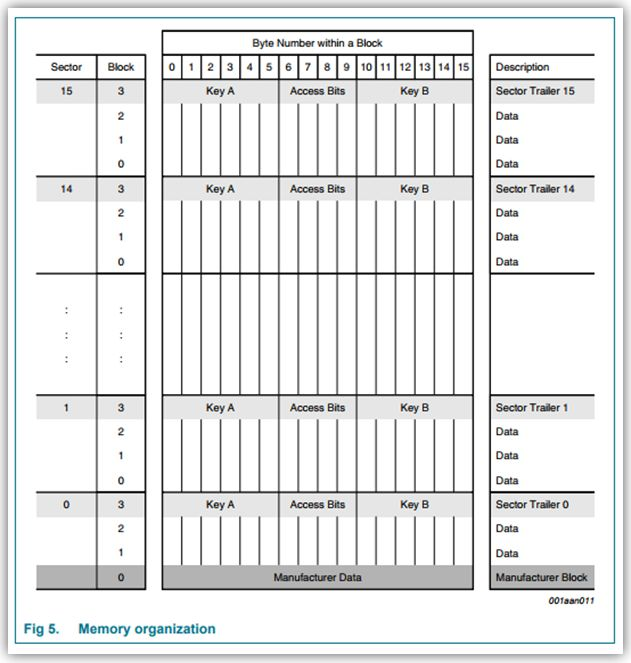 Byte Number within a Block
Sector Block 0 1 2 3 4 5 6 7 8 9 10 11 12 13 14 15 Description
15 3 Key A Access Bits Key B Sector Trailer 15
2 Data
1 Data
0 Data
14 3 Key A Access Bits Key B Sector Trailer 14
2 Data
1 Data
0 Data
: :
: :
: :
1 3 Key A Access Bits Key B Sector Trailer 1
2 Data
1 Data
0 Data
0 3 Key A Access Bits Key B Sector Trailer 0
2 Data
1 Data
0 Manufacturer Data Manufacturer Block
001aan011
Fig 5. Memory organization